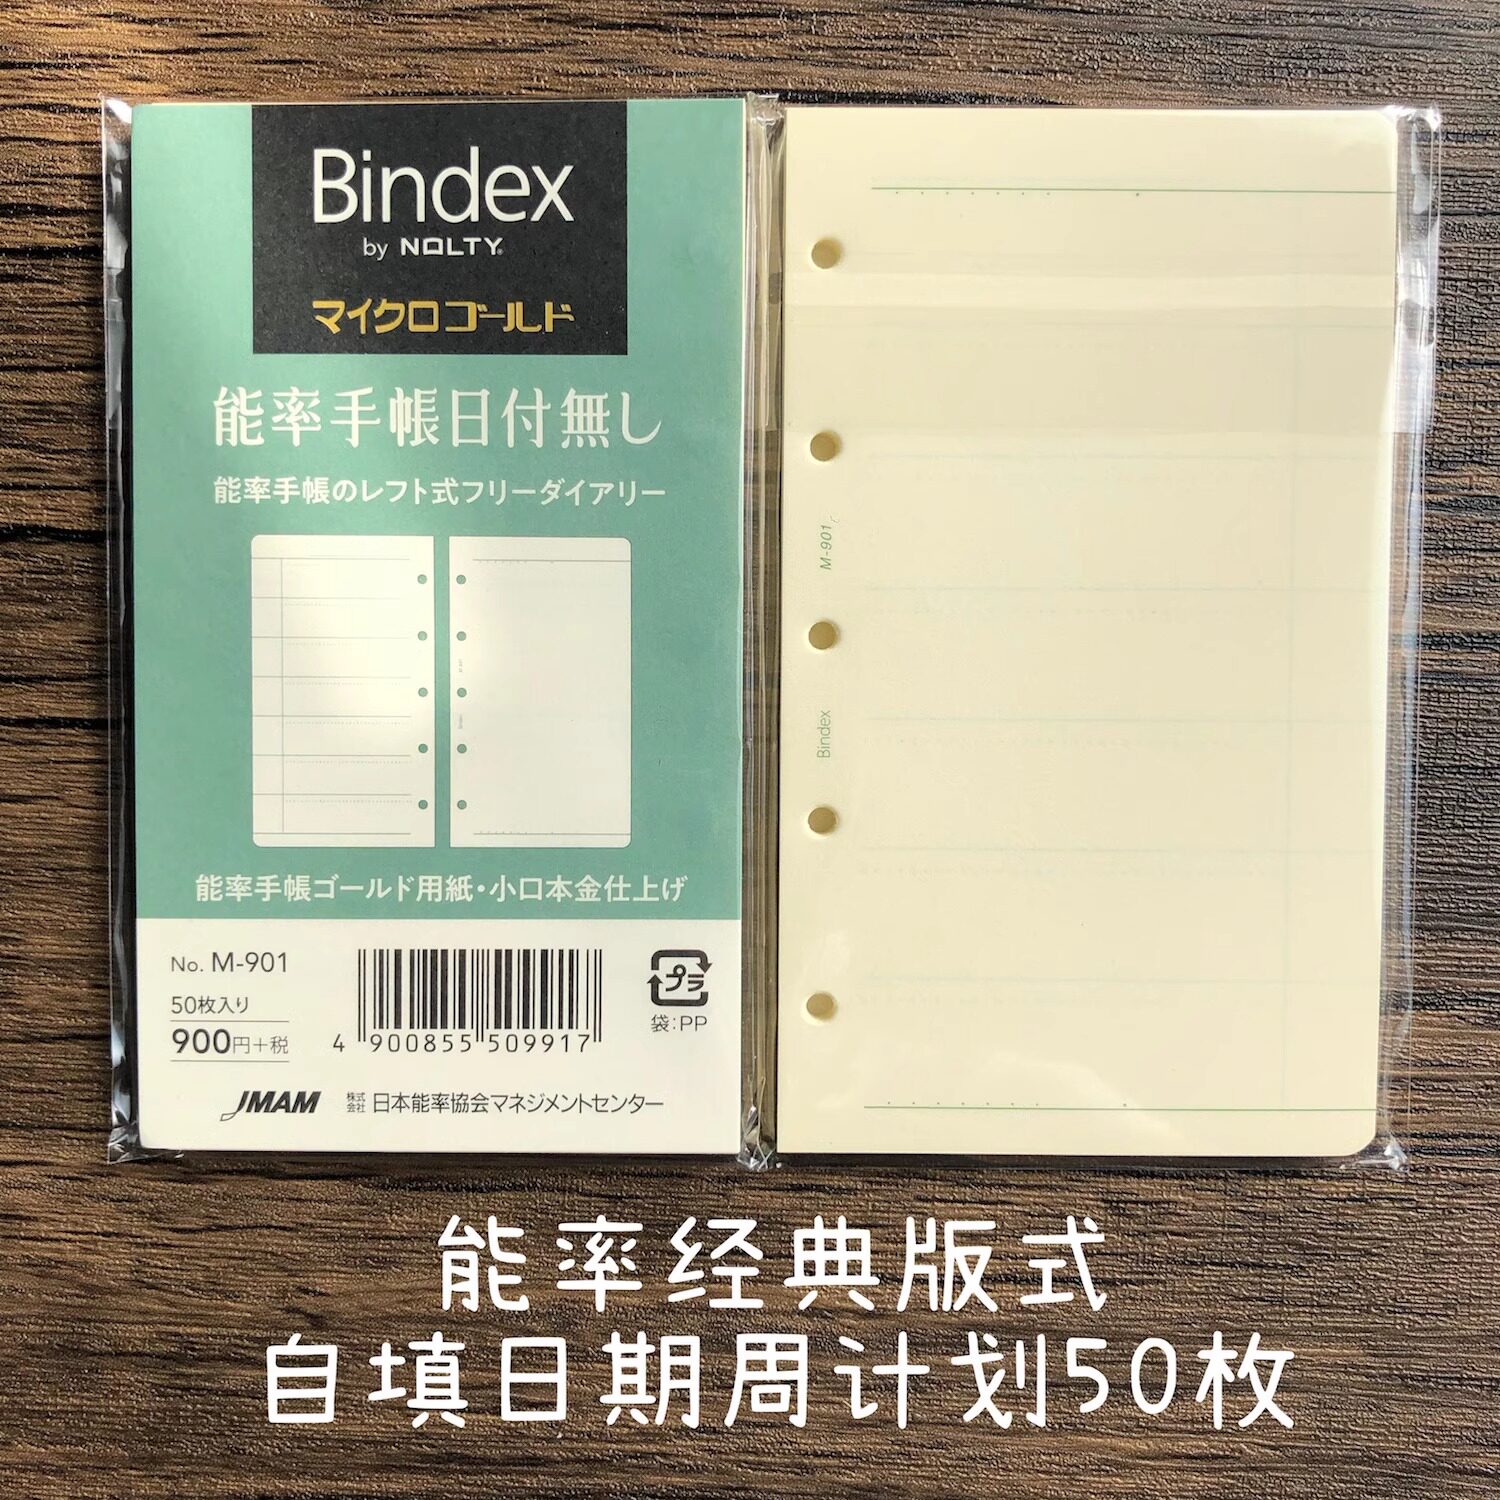 Bindex
by NOLTY
マイクロゴールド
能率手帳日付無し
能率手帳のレフト式フリーダイアリー
能率手帳ゴールド用紙・小口本金仕上げ
No. M-901
50枚入り
900円+税
4 900855 509917
プラ
袋:PP
JMAM 株式会社 日本能率協会マネジメントセンター
M-901
Bindex
能率经典版式
自填日期周计划50枚